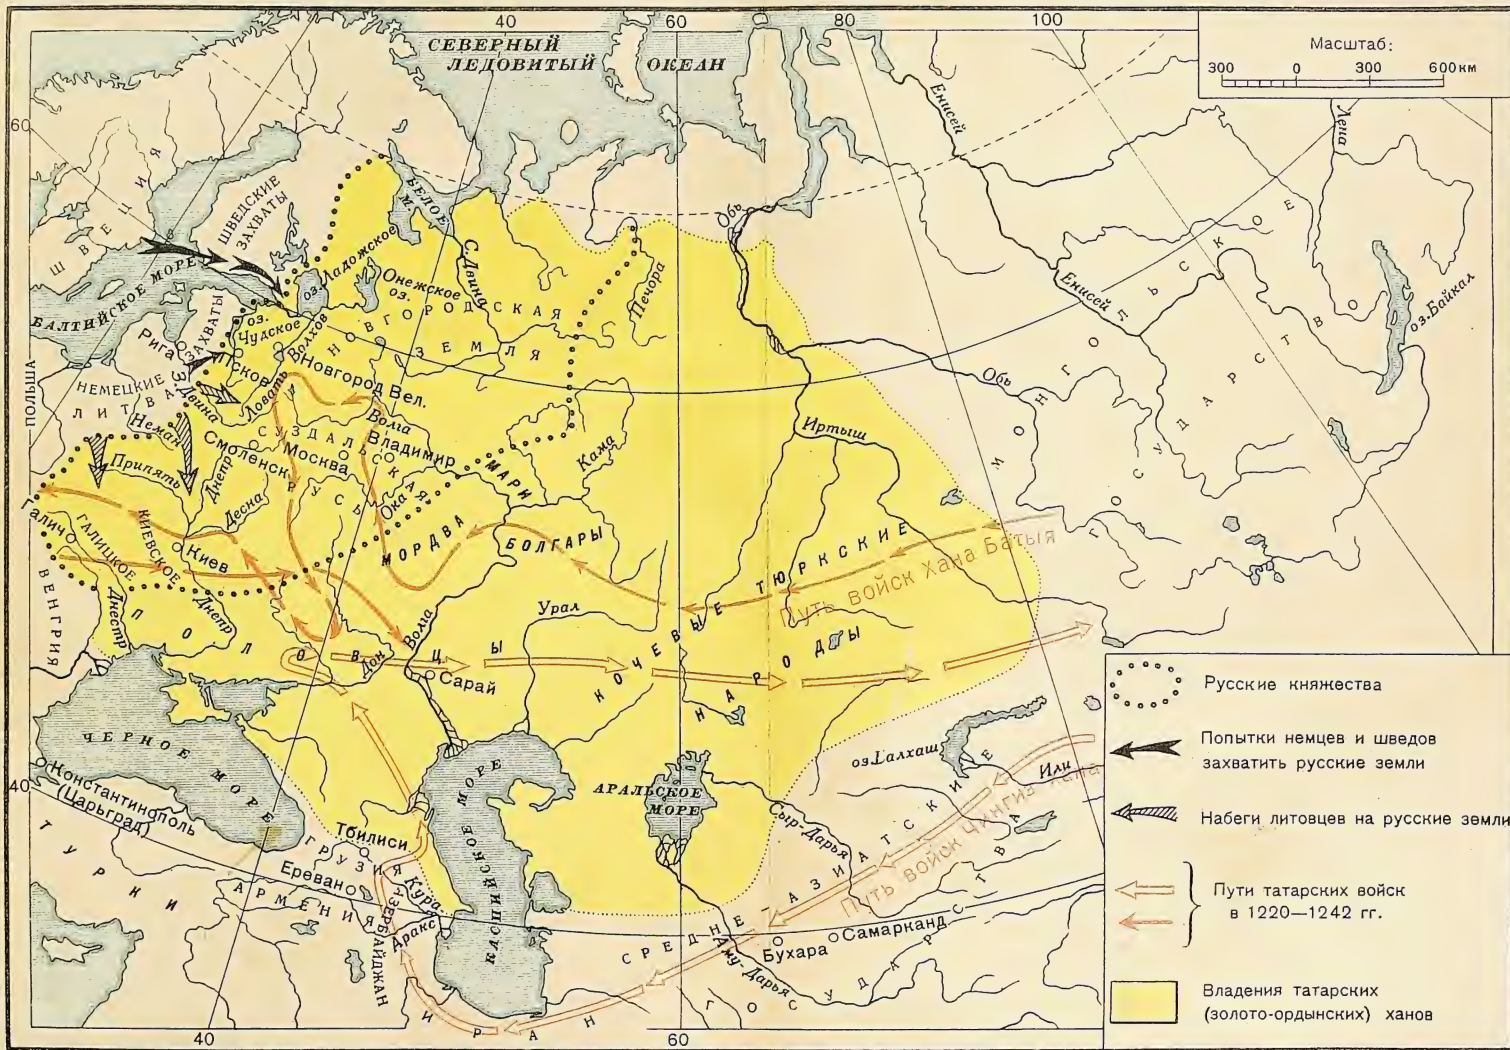 40
60
80
100
СЕВЕРНЫЙ
ЛЕДОВИТЫЙ ОКЕАН
Масштаб:
300 0 300 600 км
60
ШВЕЦИЯ
ШВЕДСКИЕ
ЗАХВАТЫ
БЕЛОЕ
М.
Обь
Енисей
Лена
Енисей
оз.Байкал
МОНГОЛЬСКОЕ
ГОСУДАРСТВО
БАЛТИЙСКОЕ МОРЕ
оз.Ладожское
Онежское
оз.
С.Двина
Печора
НОВГОРОДСКАЯ
ЗЕМЛЯ
оз.
Чудское
Волхов
Рига
НЕМЕЦКИЕ ЗАХВАТЫ
ЛИТВА
З.Двина
Псков
Новгород Вел.
Ловать
ПОЛЬША
Неман
Волга
СУЗДАЛЬСКАЯ
РУСЬ
Смоленск
Москва
Владимир
Припять
Днепр
Десна
Ока
МАРИ
Кама
Обь
Иртыш
МОРДВА
БОЛГАРЫ
Галич
ГАЛИЦКОЕ
КИЕВСКОЕ
Киев
ВЕНГРИЯ
Днестр
Днепр
ПОЛОВЦЫ
Дон
Волга
Урал
Сарай
КОЧЕВЫЕ ТЮРКСКИЕ
НАРОДЫ
Путь войск Хана Батыя
ЧЕРНОЕ МОРЕ
40
Константинополь
(Царьград)
ТУРКИ
ГРУЗИЯ
Тбилиси
Ереван
АРМЕНИЯ
Кура
Аракс
АЗЕРБАЙДЖАН
КАСПИЙСКОЕ МОРЕ
АРАЛЬСКОЕ
МОРЕ
оз.Балхаш
Или
Сыр-Дарья
Путь войск Чингиз хана
СРЕДНЕ-АЗИАТСКИЕ
ГОСУДАРСТВА
Бухара
Самарканд
Аму-Дарья
ИРАН
40
60
Русские княжества
Попытки немцев и шведов
захватить русские земли
Набеги литовцев на русские земли
Пути татарских войск
в 1220—1242 гг.
Владения татарских
(золото-ордынских) ханов